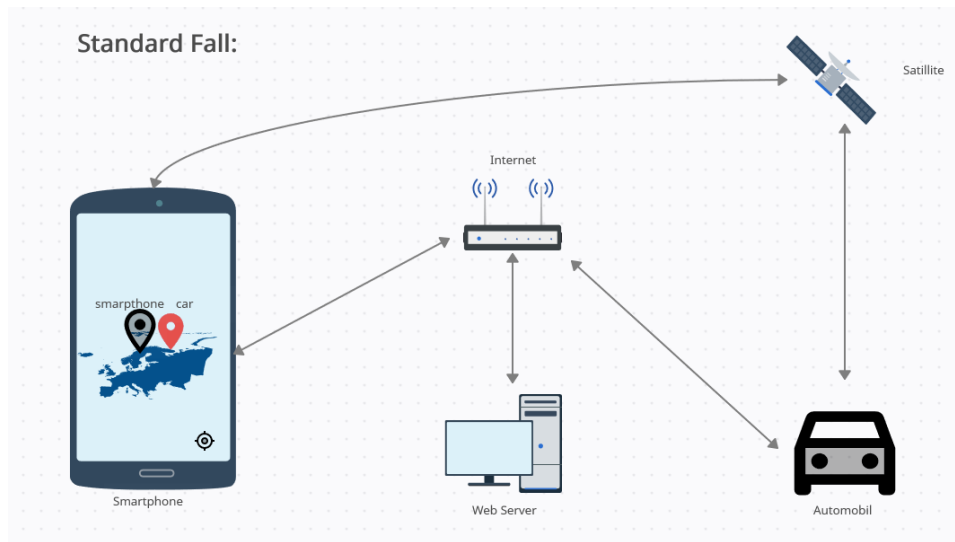 Standard Fall:
Satillite
Internet
smarpthone car
Smartphone
Web Server
Automobil